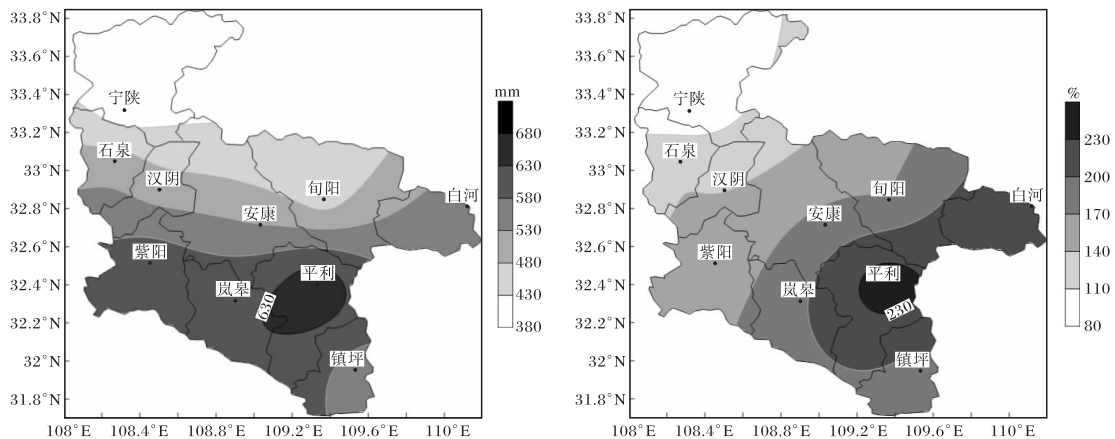 33.8°N
33.6°N
33.4°N
33.2°N
33°N
32.8°N
32.6°N
32.4°N
32.2°N
32°N
31.8°N
108°E 108.4°E 108.8°E 109.2°E 109.6°E 110°E
宁陕
石泉
汉阴
旬阳
白河
安康
紫阳
平利
岚皋
630
镇坪
mm
680
630
580
530
480
430
380
33.8°N
33.6°N
33.4°N
33.2°N
33°N
32.8°N
32.6°N
32.4°N
32.2°N
32°N
31.8°N
108°E 108.4°E 108.8°E 109.2°E 109.6°E 110°E
宁陕
石泉
汉阴
旬阳
白河
安康
紫阳
平利
岚皋
230
镇坪
%
230
200
170
140
110
80